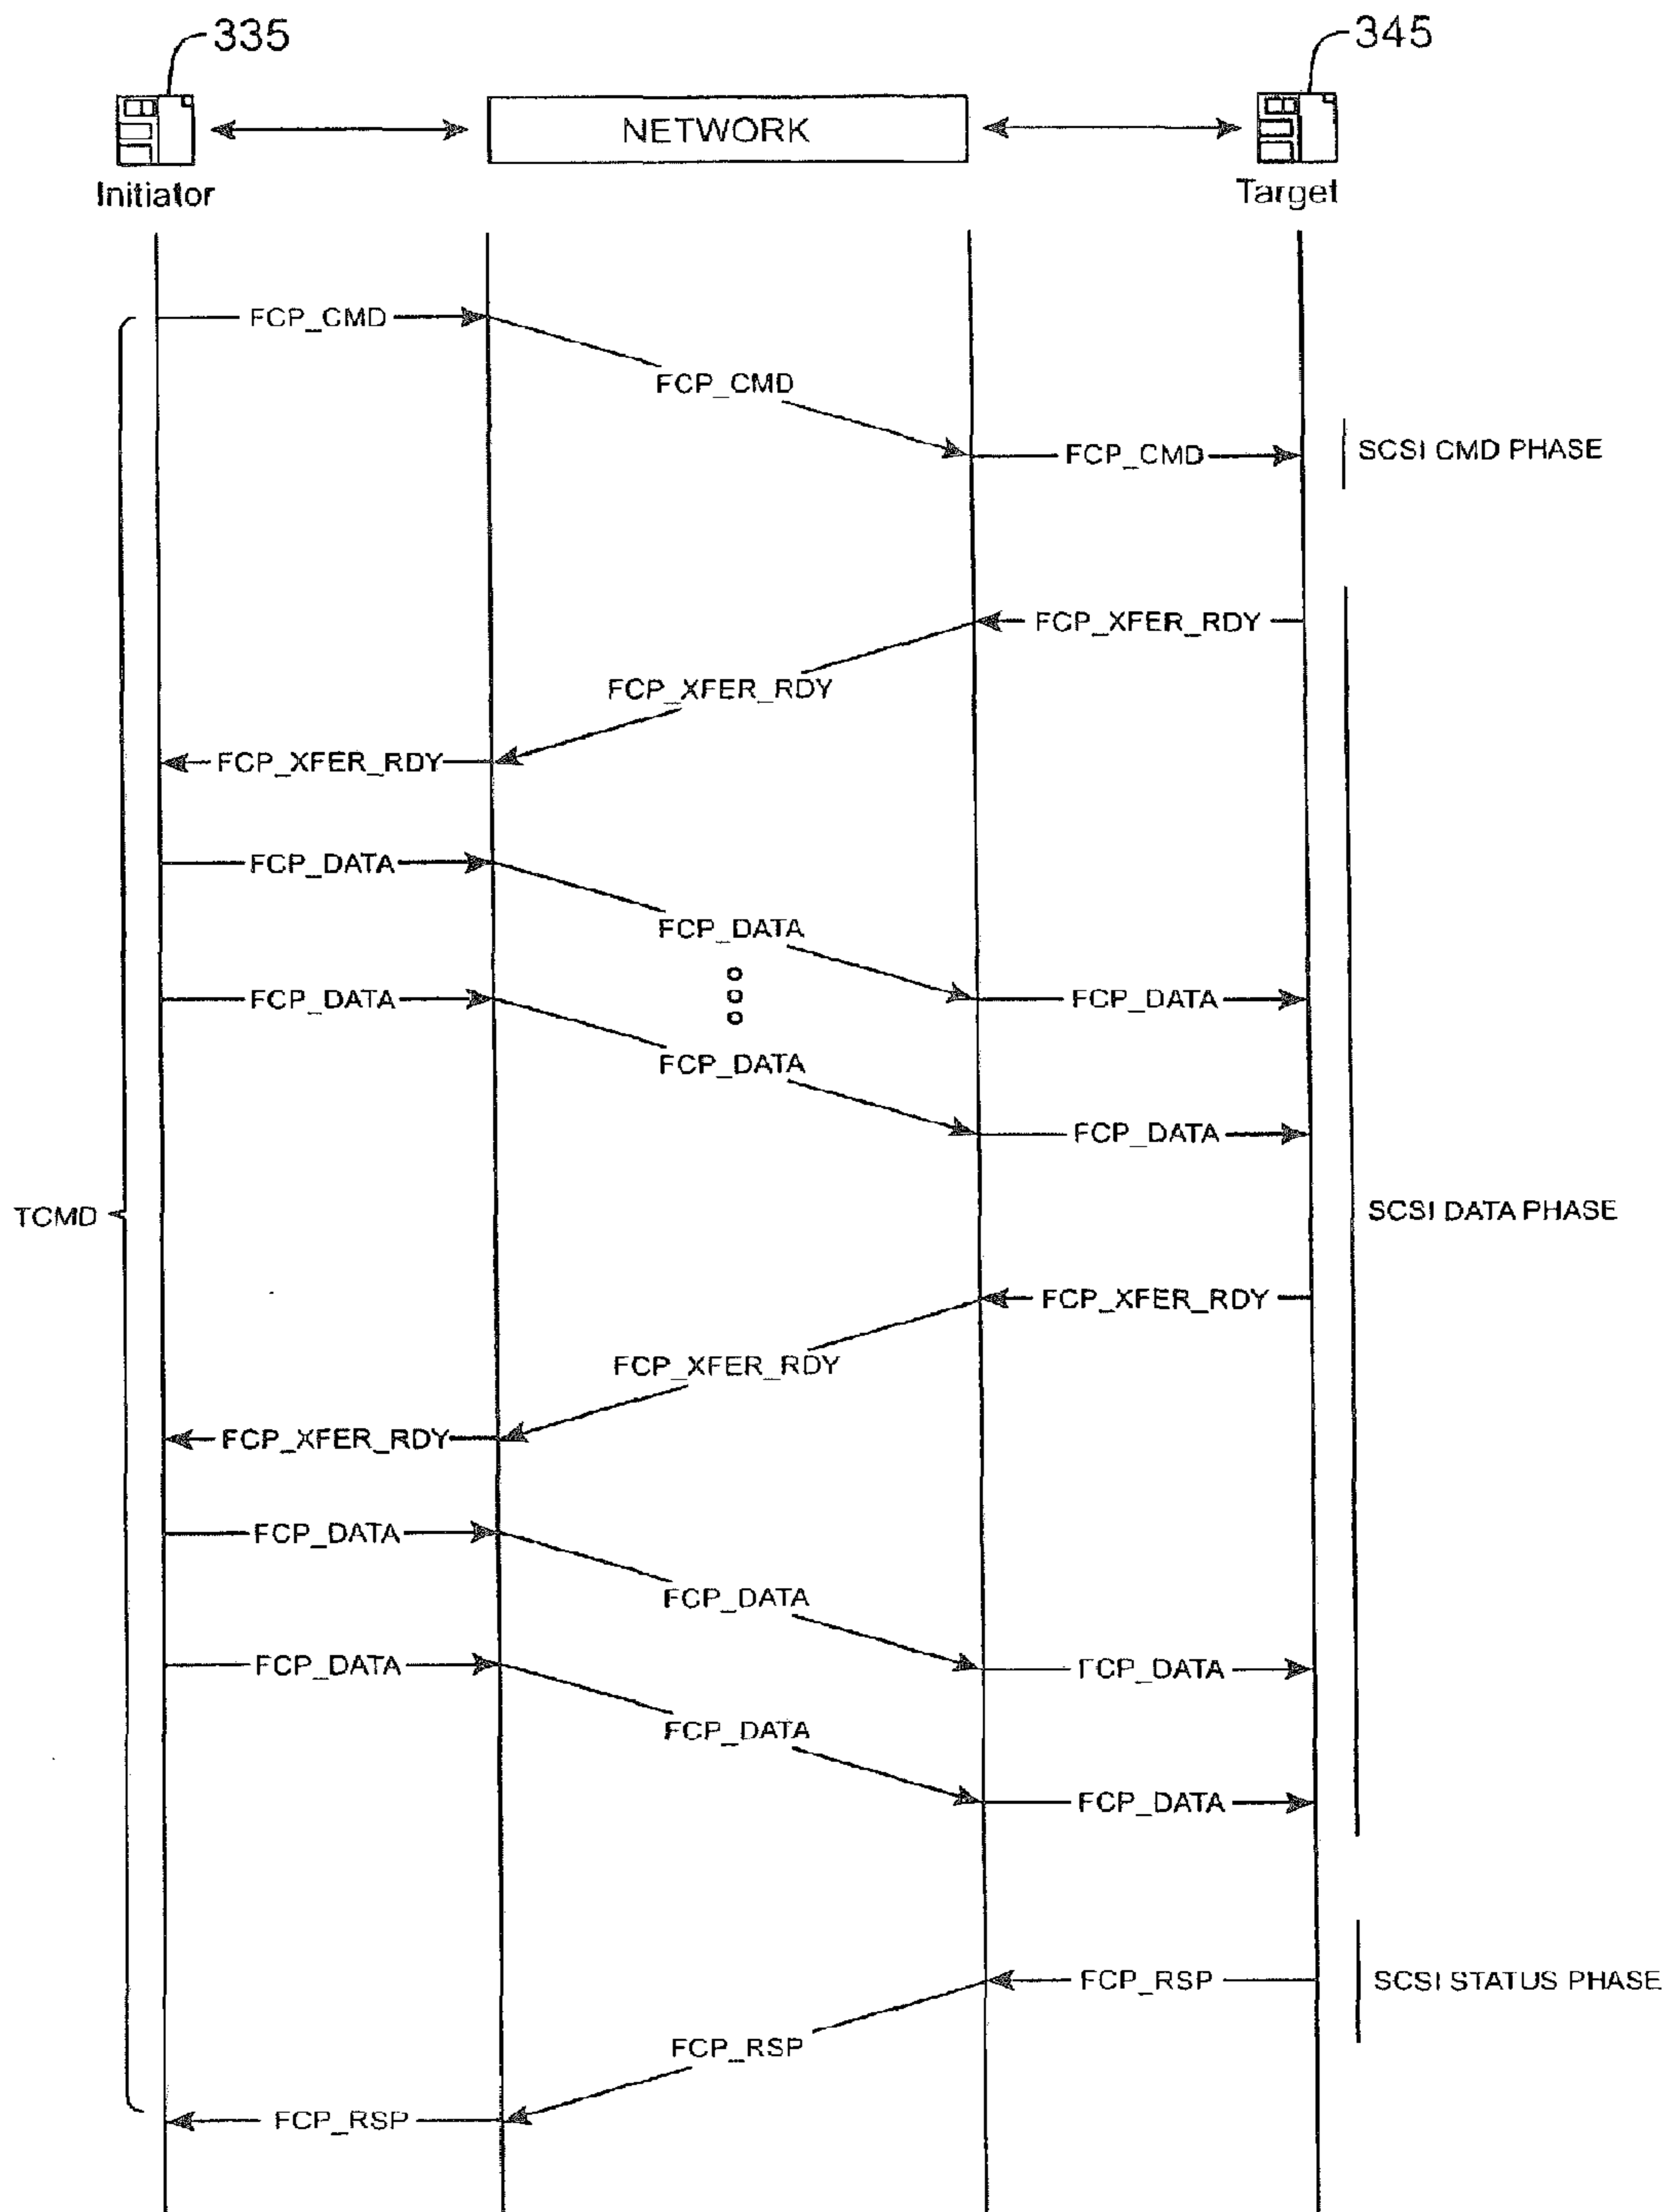 335
345
NETWORK
Initiator
Target
FCP_CMD
FCP_CMD
FCP_CMD
SCSI CMD PHASE
FCP_XFER_RDY
FCP_XFER_RDY
FCP_XFER_RDY
FCP_DATA
FCP_DATA
FCP_DATA
FCP_DATA
FCP_DATA
FCP_DATA
TCMD
SCSI DATA PHASE
FCP_XFER_RDY
FCP_XFER_RDY
FCP_XFER_RDY
FCP_DATA
FCP_DATA
FCP_DATA
FCP_DATA
FCP_DATA
FCP_DATA
FCP_RSP
SCSI STATUS PHASE
FCP_RSP
FCP_RSP